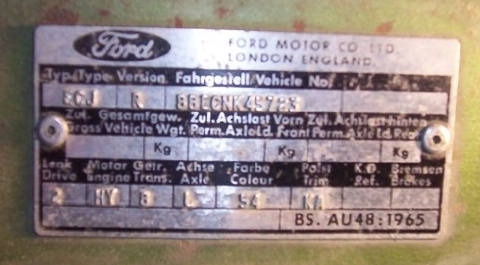 Ford
FORD MOTOR CO. LTD.
LONDON ENGLAND.
Typ/Type Version Fahrgestell/Vehicle No.
ECJ R
Zul. Gesamtgew. Zul. Achslast Vorn Zul. Achslast Hinten
Gross Vehicle Wgt. Perm. Axle Ld. Front Perm. Axle Ld. Rear
Kg Kg Kg
Lenk Motor Getr. Achse Farbe Polst K.D. Bremsen
Drive Engine Trans. Axle Colour Trim Ref. Brakes
2 HY B L 54 KA
BS. AU48:1965